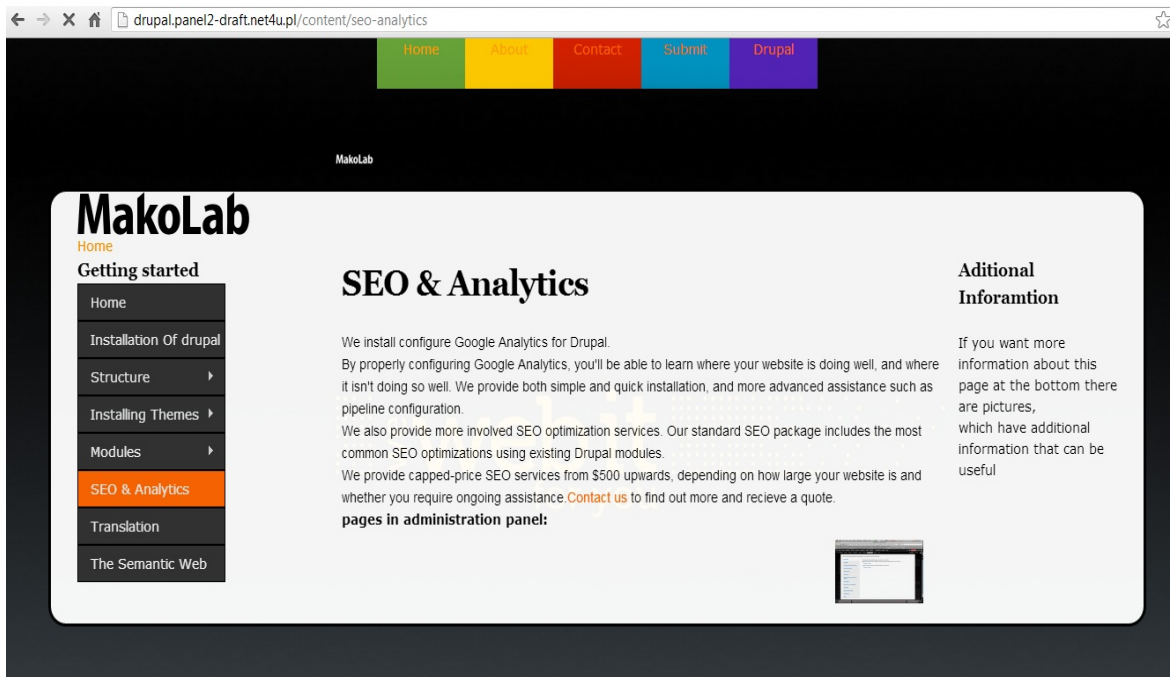 drupal.panel2-draft.net4u.pl/content/seo-analytics
Home About Contact Submit Drupal
MakoLab
MakoLab
Home
Getting started
Home
Installation Of drupal
Structure
Installing Themes
Modules
SEO & Analytics
Translation
The Semantic Web
SEO & Analytics
We install configure Google Analytics for Drupal.
By properly configuring Google Analytics, you'll be able to learn where your website is doing well, and where
it isn't doing so well. We provide both simple and quick installation, and more advanced assistance such as
pipeline configuration.
We also provide more involved SEO optimization services. Our standard SEO package includes the most
common SEO optimizations using existing Drupal modules.
We provide capped-price SEO services from $500 upwards, depending on how large your website is and
whether you require ongoing assistance.Contact us to find out more and recieve a quote.
pages in administration panel:
web.it
for you
Aditional
Inforamtion
If you want more
information about this
page at the bottom there
are pictures,
which have additional
information that can be
useful